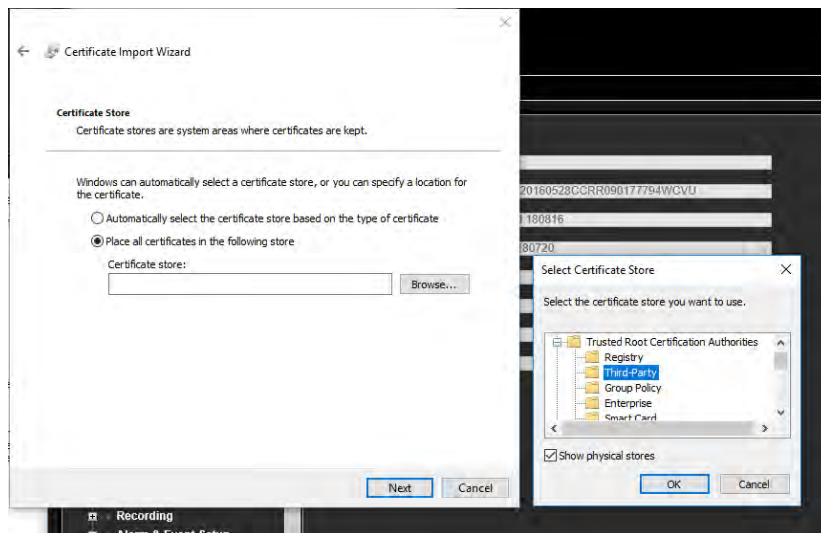 Certificate Import Wizard
Certificate Store
Certificate stores are system areas where certificates are kept.
Windows can automatically select a certificate store, or you can specify a location for
the certificate.
Automatically select the certificate store based on the type of certificate
Place all certificates in the following store
Certificate store:
Browse...
Next
Cancel
20160528CCRR090177794WCVU
180816
80720
Select Certificate Store
Select the certificate store you want to use.
Trusted Root Certification Authorities
Registry
Third-Party
Group Policy
Enterprise
Smart Card
Show physical stores
OK
Cancel
Recording